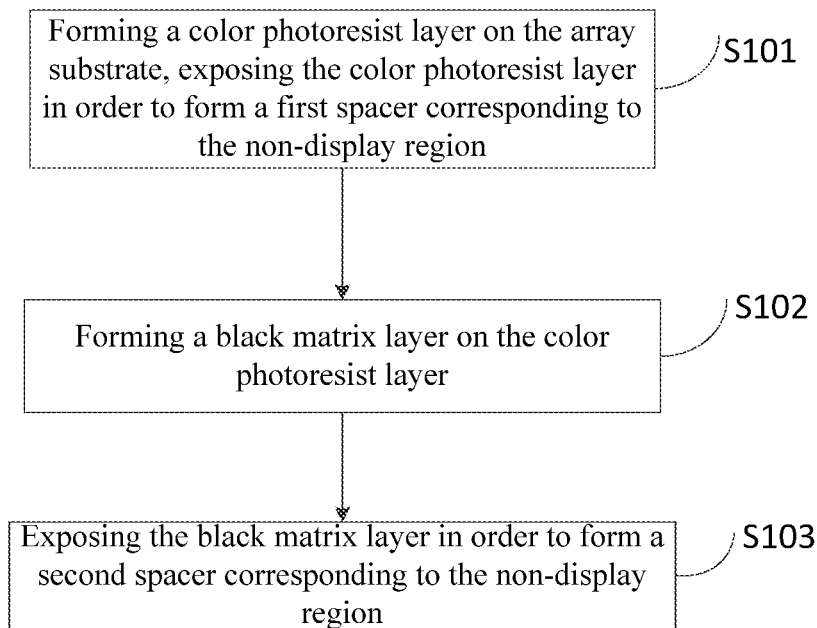 Forming a color photoresist layer on the array
substrate, exposing the color photoresist layer
in order to form a first spacer corresponding to
the non-display region
S101
Forming a black matrix layer on the color
photoresist layer
S102
Exposing the black matrix layer in order to form a
second spacer corresponding to the non-display
region
S103